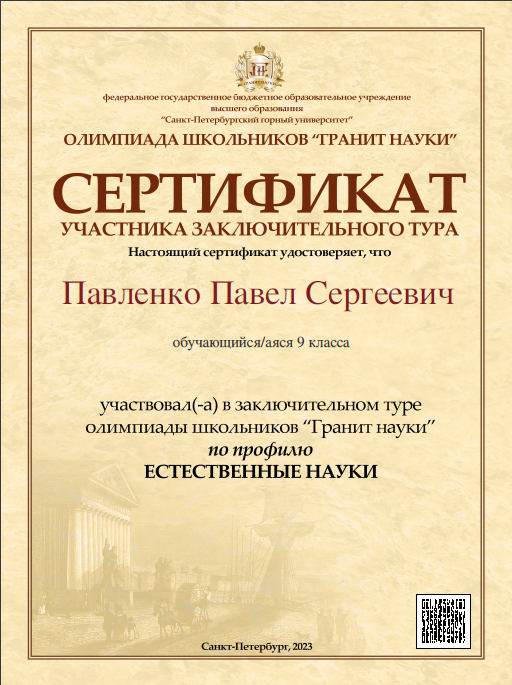 федеральное государственное бюджетное образовательное учреждение
высшего образования
“Санкт-Петербургский горный университет”
ОЛИМПИАДА ШКОЛЬНИКОВ “ГРАНИТ НАУКИ”
СЕРТИФИКАТ
УЧАСТНИКА ЗАКЛЮЧИТЕЛЬНОГО ТУРА
Настоящий сертификат удостоверяет, что
Павленко Павел Сергеевич
обучающийся/аяся 9 класса
участвовал(-а) в заключительном туре
олимпиады школьников “Гранит науки”
по профилю
ЕСТЕСТВЕННЫЕ НАУКИ
Санкт-Петербург, 2023